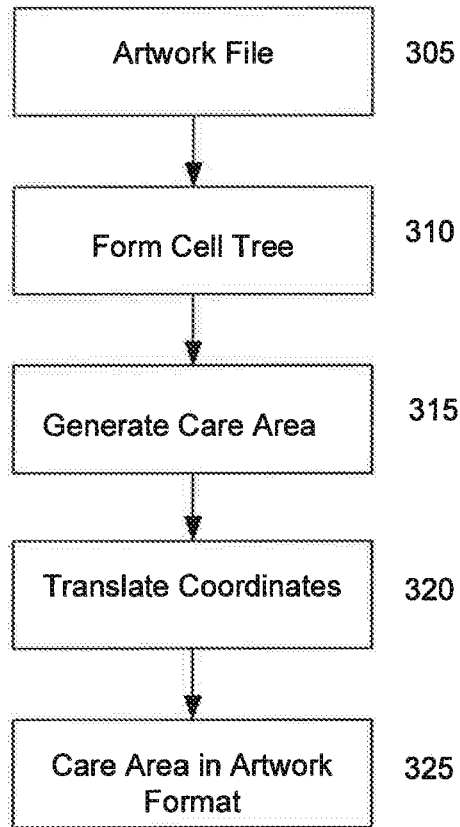 Artwork File
305
Form Cell Tree
310
Generate Care Area
315
Translate Coordinates
320
Care Area in Artwork
Format
325